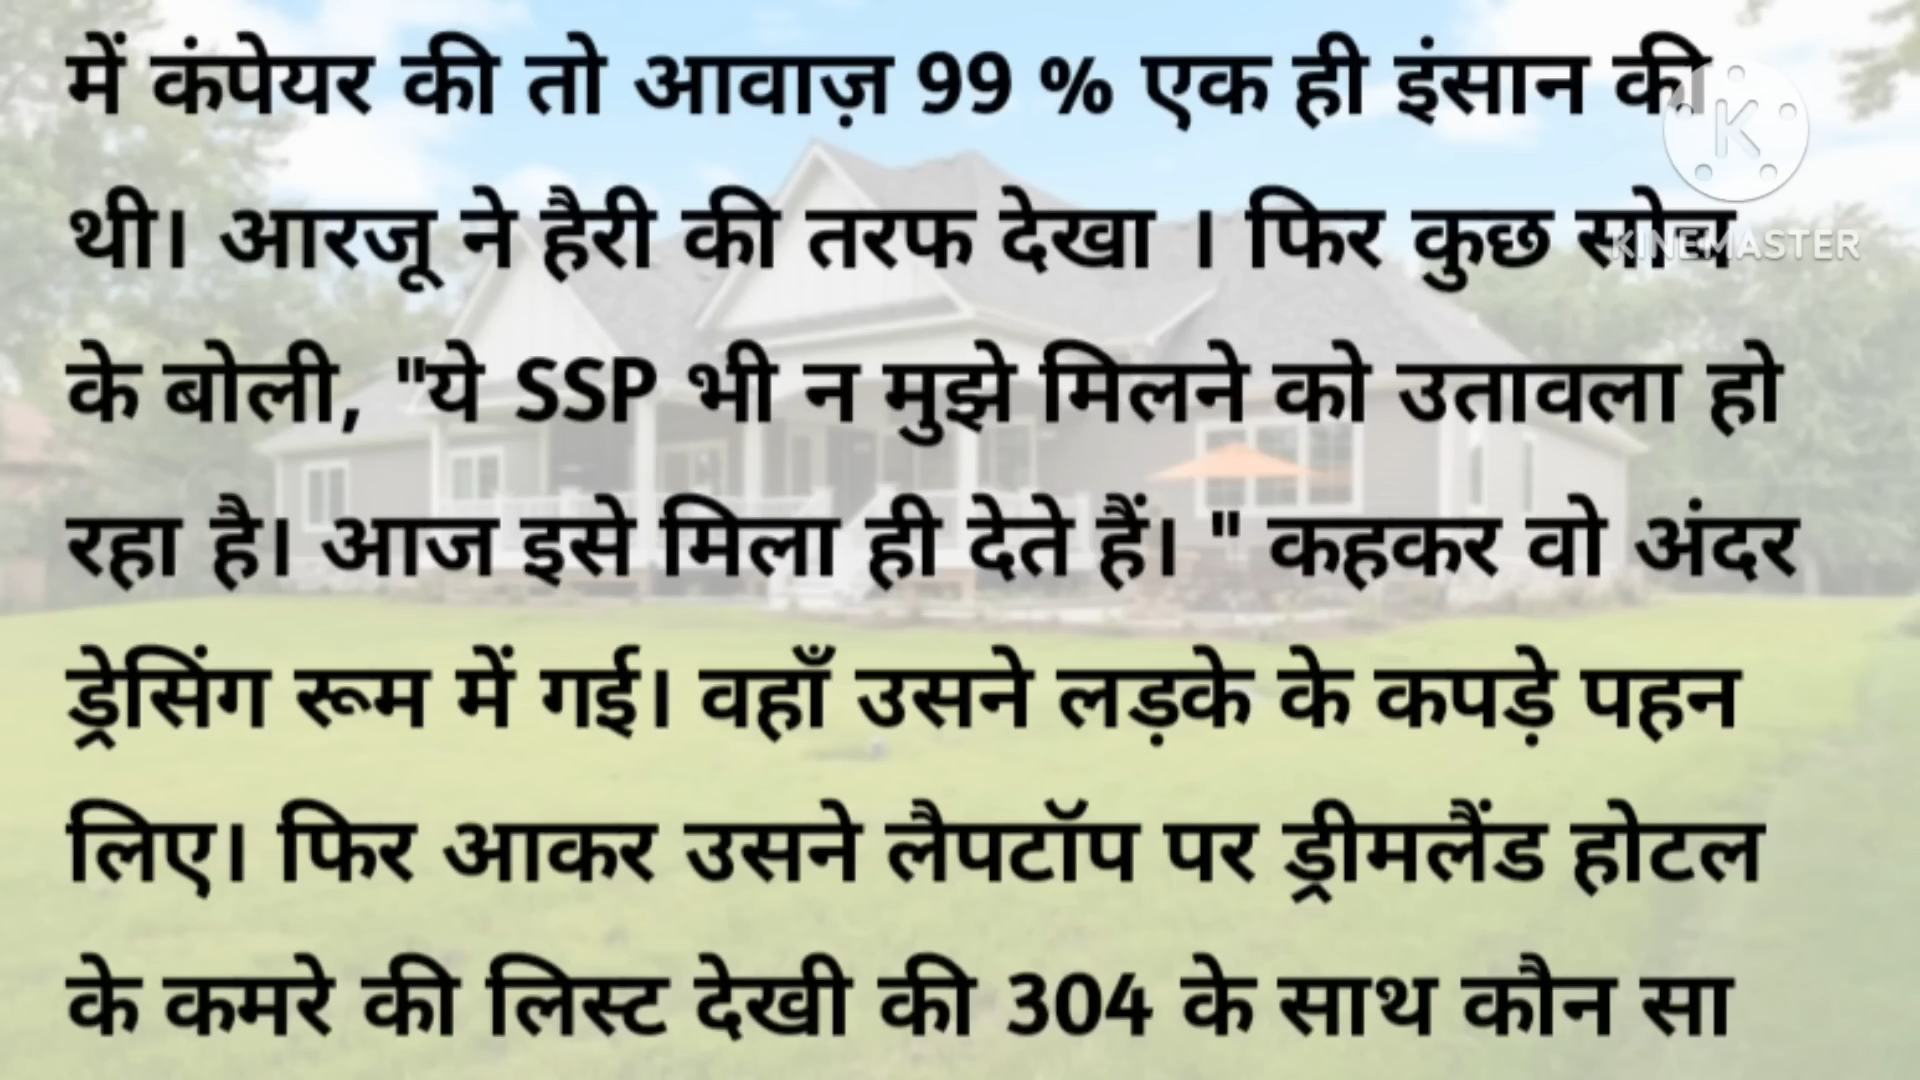 में कंपेयर की तो आवाज़ 99 % एक ही इंसान की
थी। आरजू ने हैरी की तरफ देखा । फिर कुछ सोच
के बोली, "ये SSP भी न मुझे मिलने को उतावला हो
रहा है। आज इसे मिला ही देते हैं। " कहकर वो अंदर
ड्रेसिंग रूम में गई। वहाँ उसने लड़के के कपड़े पहन
लिए। फिर आकर उसने लैपटॉप पर ड्रीमलैंड होटल
के कमरे की लिस्ट देखी की 304 के साथ कौन सा
K
KINEMASTER